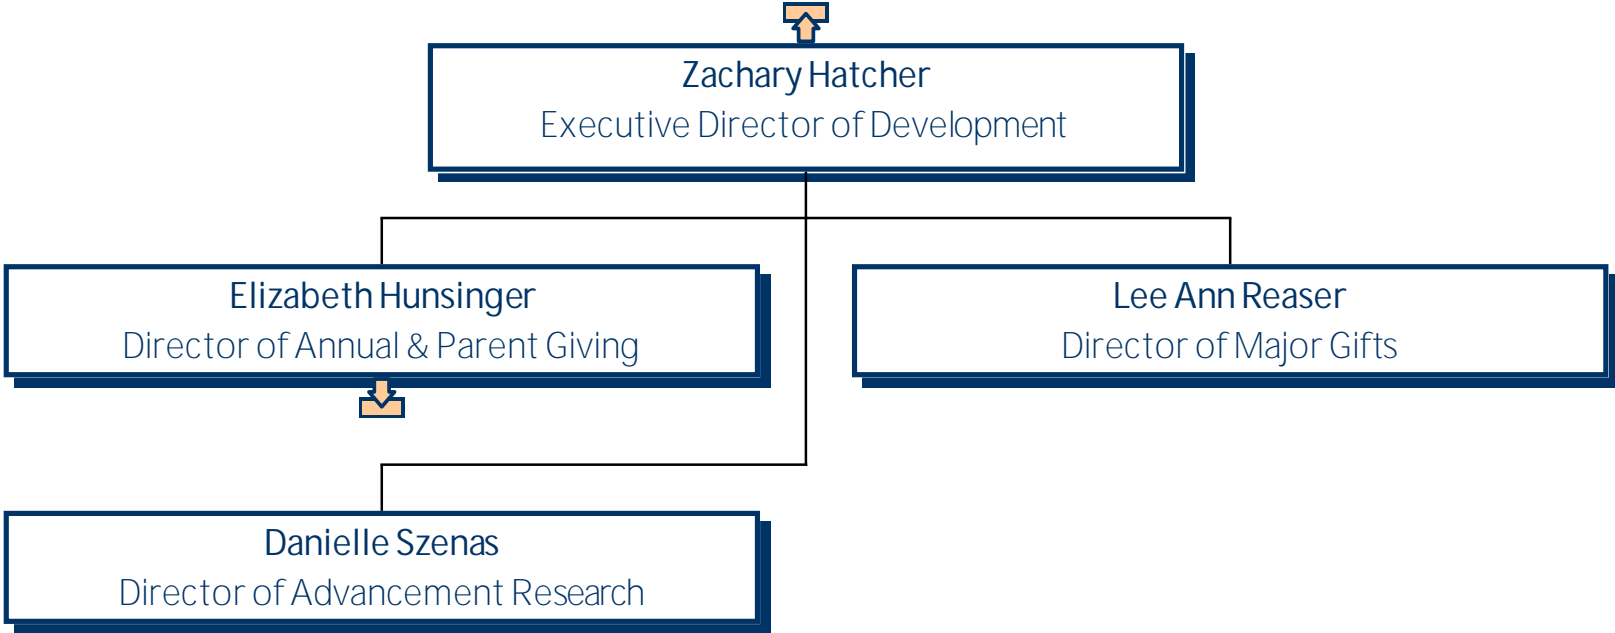 Zachary Hatcher
Executive Director of Development
Elizabeth Hunsinger
Director of Annual & Parent Giving
Lee Ann Reaser
Director of Major Gifts
Danielle Szenas
Director of Advancement Research